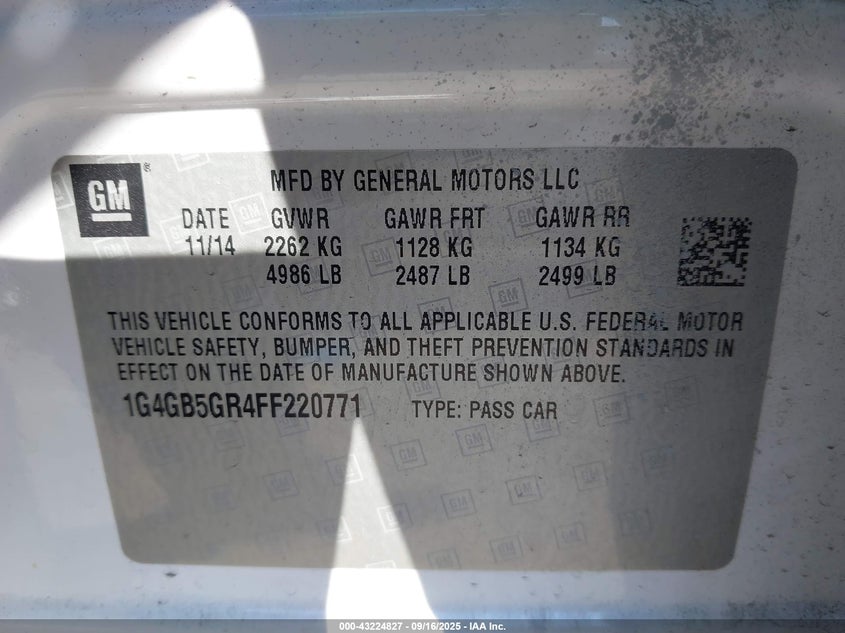 GM ®
MFD BY GENERAL MOTORS LLC
DATE GVWR GAWR FRT GAWR RR
11/14 2262 KG 1128 KG 1134 KG
4986 LB 2487 LB 2499 LB
THIS VEHICLE CONFORMS TO ALL APPLICABLE U.S. FEDERAL MOTOR
VEHICLE SAFETY, BUMPER, AND THEFT PREVENTION STANDARDS IN
EFFECT ON THE DATE OF MANUFACTURE SHOWN ABOVE.
1G4GB5GR4FF220771 TYPE: PASS CAR
000-43224827 - 09/16/2025 - IAA Inc.